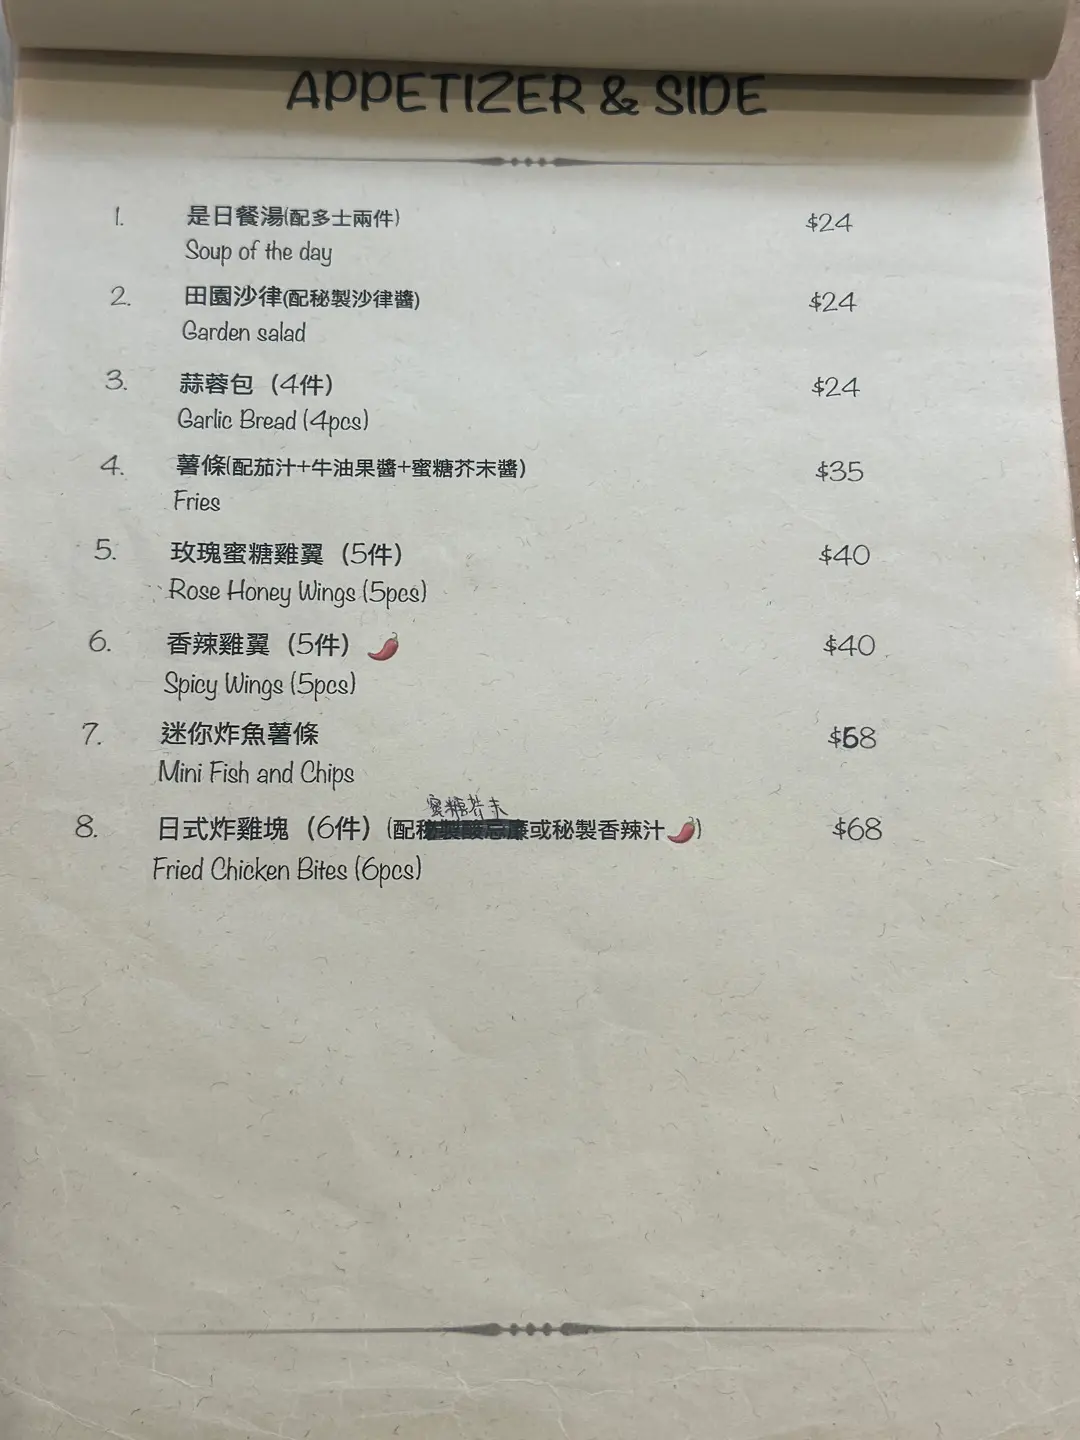 APPETIZER & SIDE
1. 是日餐湯(配多士兩件) $24
Soup of the day
2. 田園沙律(配秘製沙律醬) $24
Garden salad
3. 蒜蓉包（4件） $24
Garlic Bread (4pcs)
4. 薯條(配茄汁+牛油果醬+蜜糖芥末醬) $35
Fries
5. 玫瑰蜜糖雞翼（5件） $40
Rose Honey Wings (5pcs)
6. 香辣雞翼（5件）🌶️ $40
Spicy Wings (5pcs)
7. 迷你炸魚薯條 $58
Mini Fish and Chips
蜜糖芥末
8. 日式炸雞塊（6件）(配或秘製香辣汁🌶️) $68
Fried Chicken Bites (6pcs)